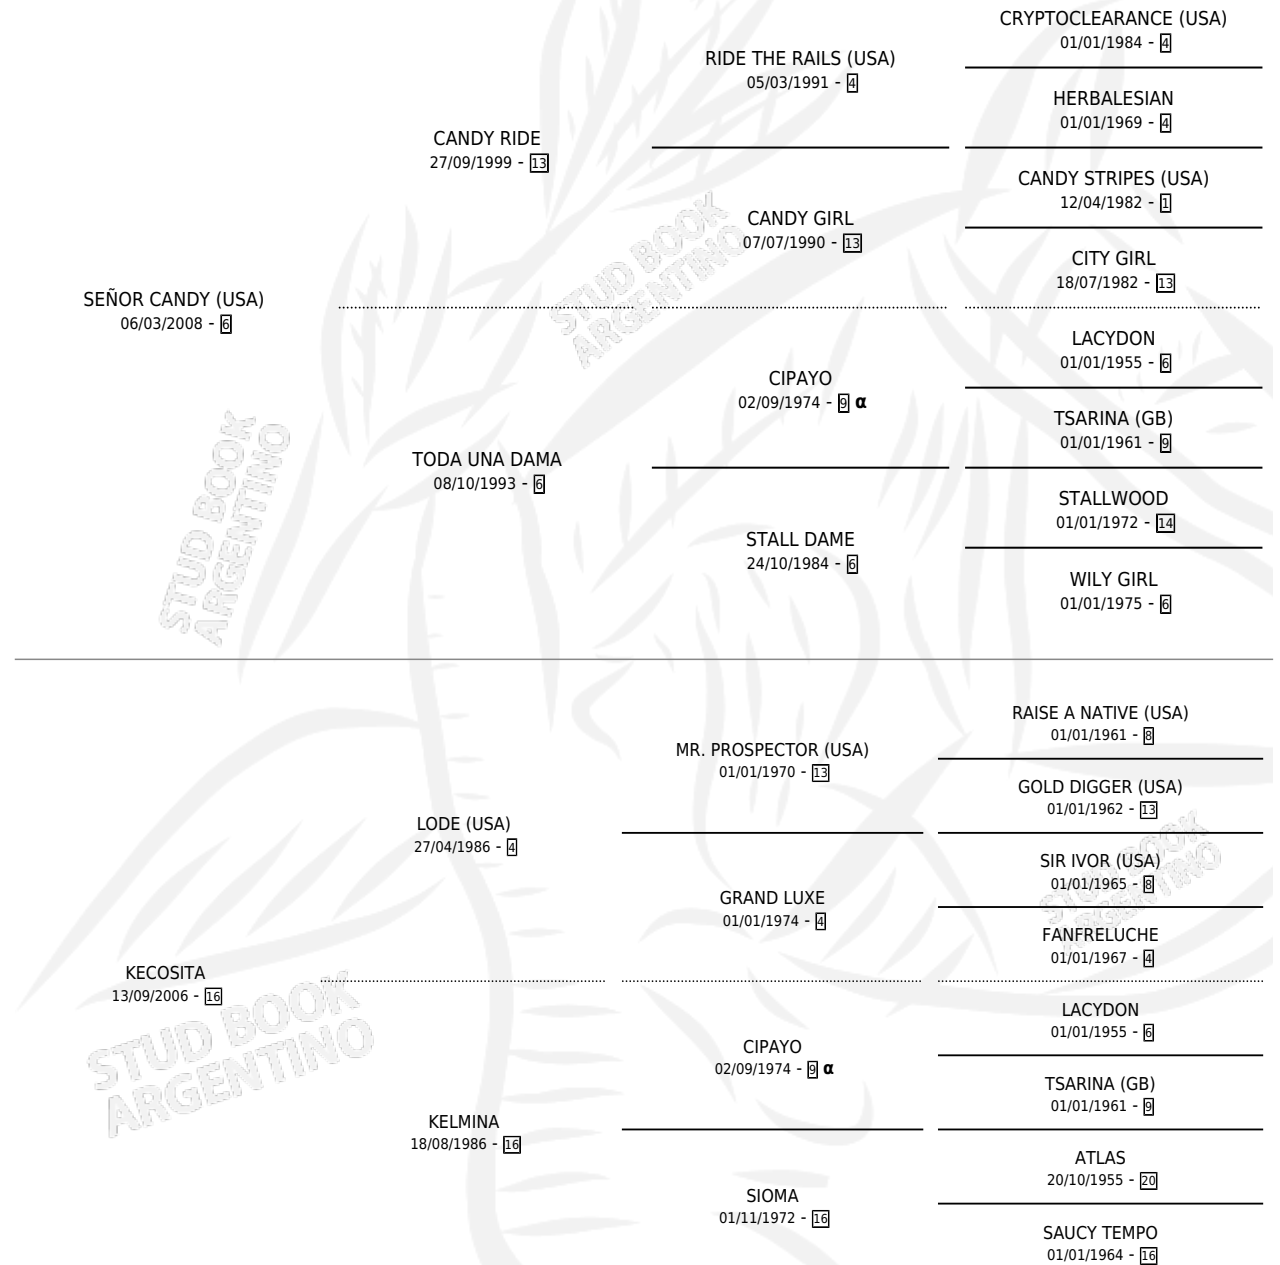 CRYPTOCLEARANCE (USA)
01/01/1984 - 4
RIDE THE RAILS (USA)
05/03/1991 - 4
HERBALESIAN
01/01/1969 - 4
CANDY RIDE
27/09/1999 - 13
CANDY STRIPES (USA)
12/04/1982 - 1
CANDY GIRL
07/07/1990 - 13
CITY GIRL
18/07/1982 - 13
SEÑOR CANDY (USA)
06/03/2008 - 6
LACYDON
01/01/1955 - 6
CIPAYO
02/09/1974 - 9 α
TSARINA (GB)
01/01/1961 - 9
TODA UNA DAMA
08/10/1993 - 6
STALLWOOD
01/01/1972 - 14
STALL DAME
24/10/1984 - 6
WILY GIRL
01/01/1975 - 6
RAISE A NATIVE (USA)
01/01/1961 - 8
MR. PROSPECTOR (USA)
01/01/1970 - 13
GOLD DIGGER (USA)
01/01/1962 - 13
LODE (USA)
27/04/1986 - 4
SIR IVOR (USA)
01/01/1965 - 8
GRAND LUXE
01/01/1974 - 4
FANFRELUCHE
01/01/1967 - 4
KECOSITA
13/09/2006 - 16
LACYDON
01/01/1955 - 6
CIPAYO
02/09/1974 - 9 α
TSARINA (GB)
01/01/1961 - 9
KELMINA
18/08/1986 - 16
ATLAS
20/10/1955 - 20
SIOMA
01/11/1972 - 16
SAUCY TEMPO
01/01/1964 - 16
STUD BOOK
ARGENTINO
STUD BOOK
ARGENTINO
STUD BOOK
ARGENTINO
STUD BOOK
ARGENTINO